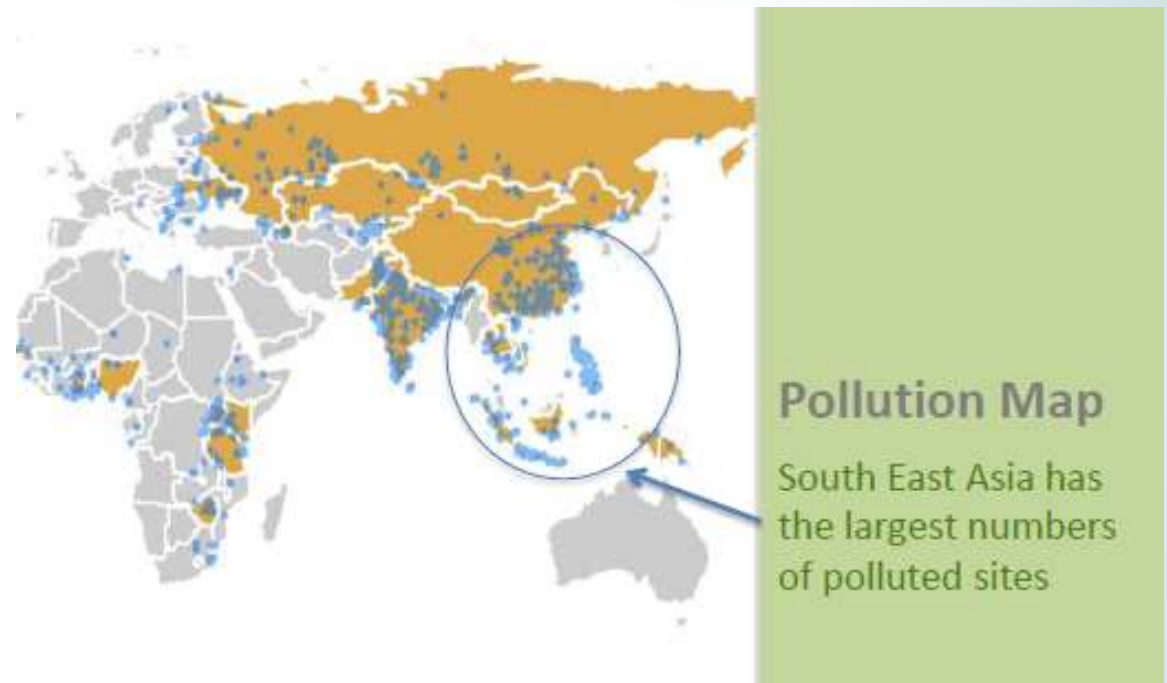 Pollution Map
South East Asia has
the largest numbers
of polluted sites